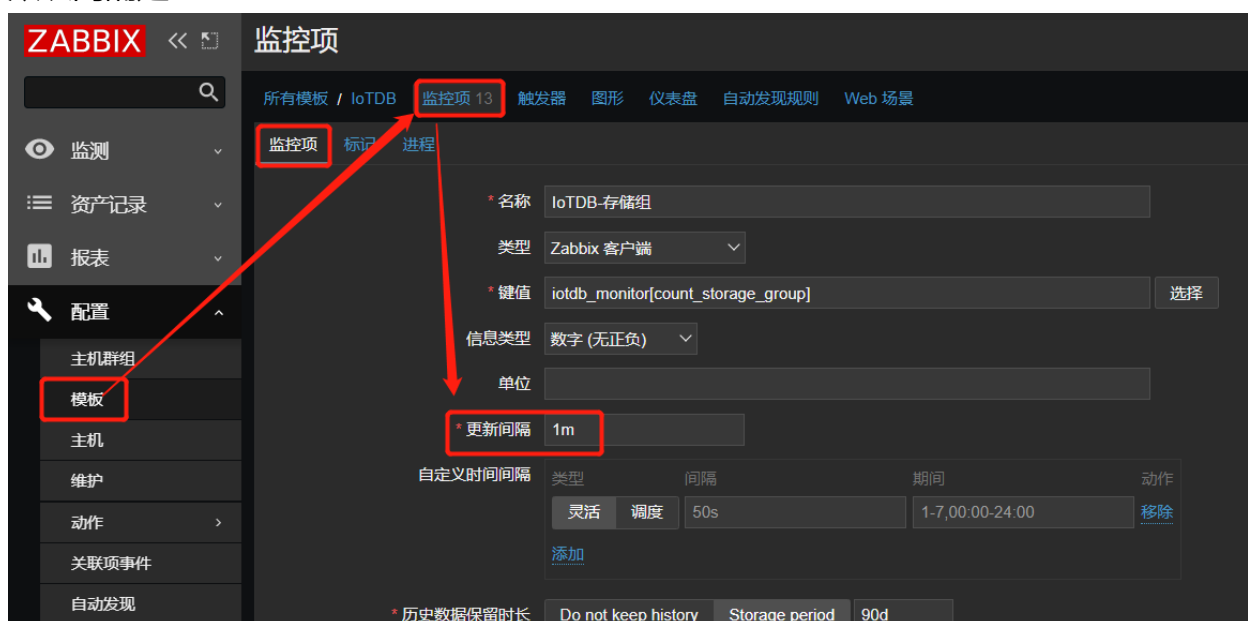 ZABBIX
监控项
所有模板 / IoTDB 监控项 13 触发器 图形 仪表盘 自动发现规则 Web 场景
监控项 标记 进程
监测
资产记录
报表
配置
主机群组
模板
主机
维护
动作
关联项事件
自动发现
* 名称 IoTDB-存储组
类型 Zabbix 客户端
* 键值 iotdb_monitor[count_storage_group] 选择
信息类型 数字 (无正负)
单位
* 更新间隔 1m
自定义时间间隔 类型 间隔 期间 动作
灵活 调度 50s 1-7,00:00-24:00 移除
添加
* 历史数据保留时长 Do not keep history Storage period 90d